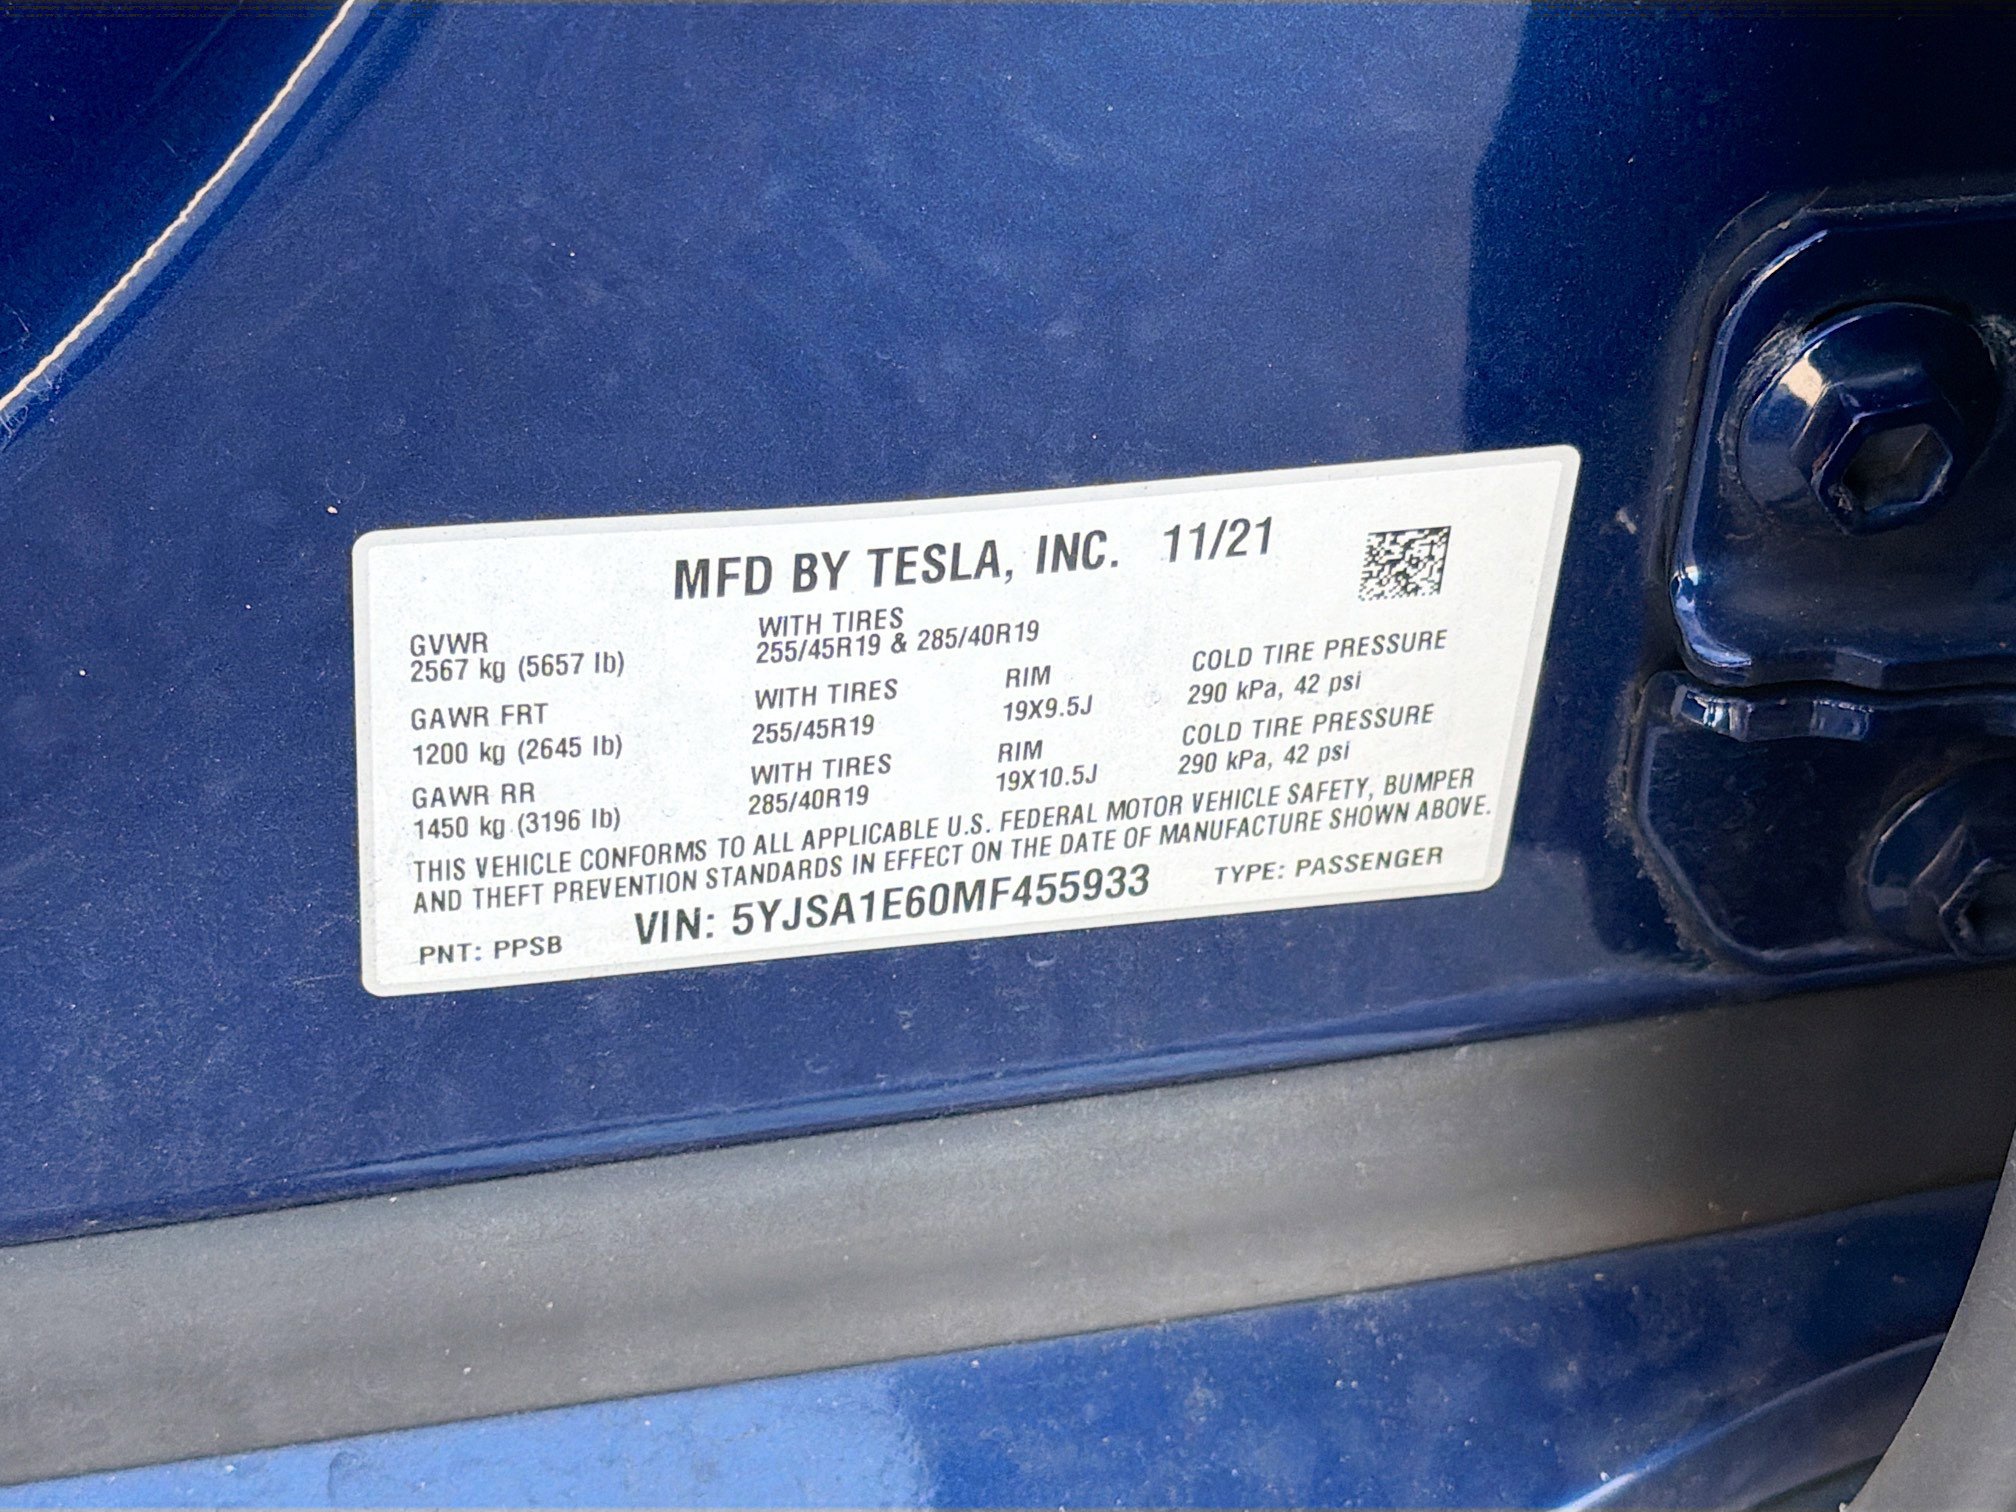 MFD BY TESLA, INC. 11/21
GVWR
2567 kg (5657 lb)
WITH TIRES
255/45R19 & 285/40R19
GAWR FRT
1200 kg (2645 lb)
WITH TIRES
255/45R19
RIM
19X9.5J
COLD TIRE PRESSURE
290 kPa, 42 psi
GAWR RR
1450 kg (3196 lb)
WITH TIRES
285/40R19
RIM
19X10.5J
COLD TIRE PRESSURE
290 kPa, 42 psi
THIS VEHICLE CONFORMS TO ALL APPLICABLE U.S. FEDERAL MOTOR VEHICLE SAFETY, BUMPER
AND THEFT PREVENTION STANDARDS IN EFFECT ON THE DATE OF MANUFACTURE SHOWN ABOVE.
PNT: PPSB VIN: 5YJSA1E60MF455933 TYPE: PASSENGER